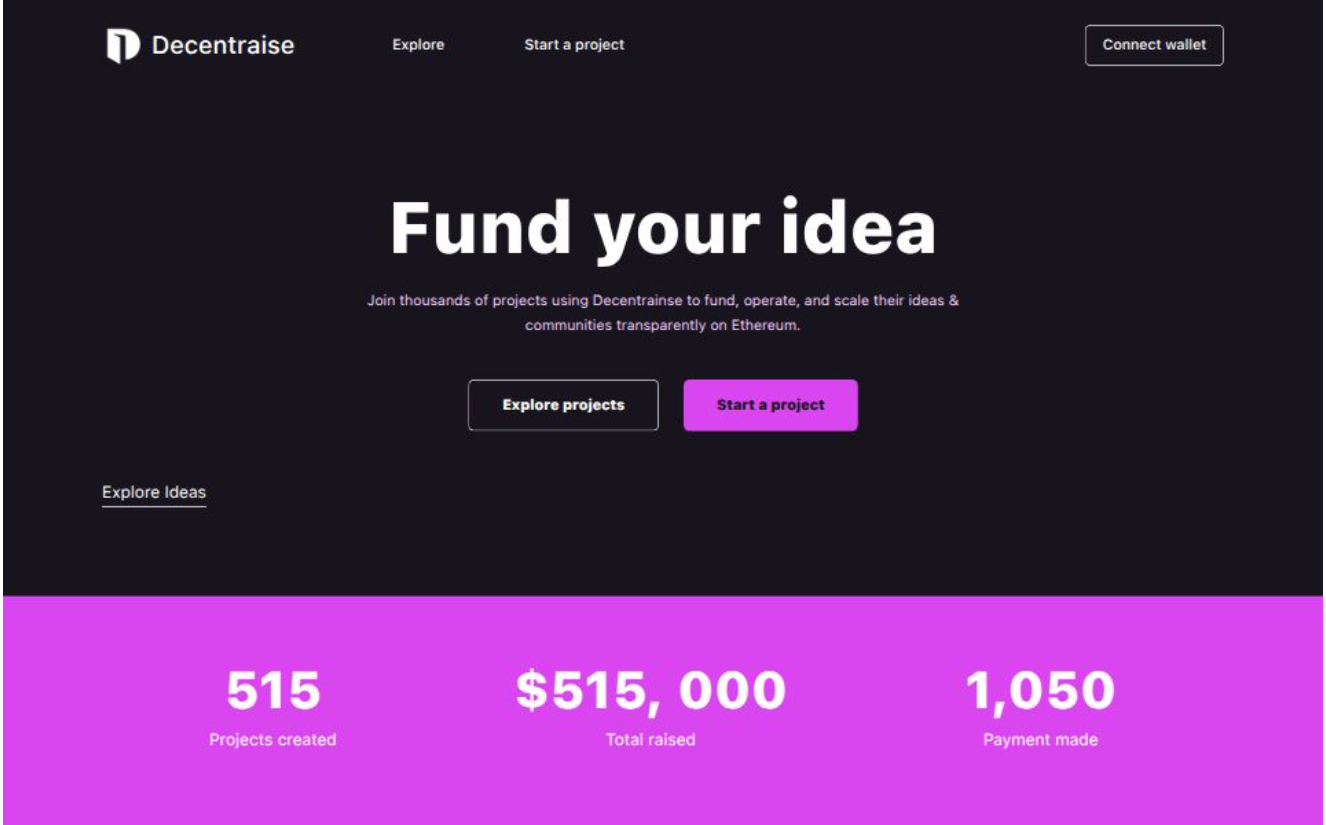 Decentraise
Explore
Start a project
Connect wallet
Fund your idea
Join thousands of projects using Decentrainse to fund, operate, and scale their ideas &
communities transparently on Ethereum.
Explore projects
Start a project
Explore Ideas
515
$515, 000
1,050
Projects created
Total raised
Payment made